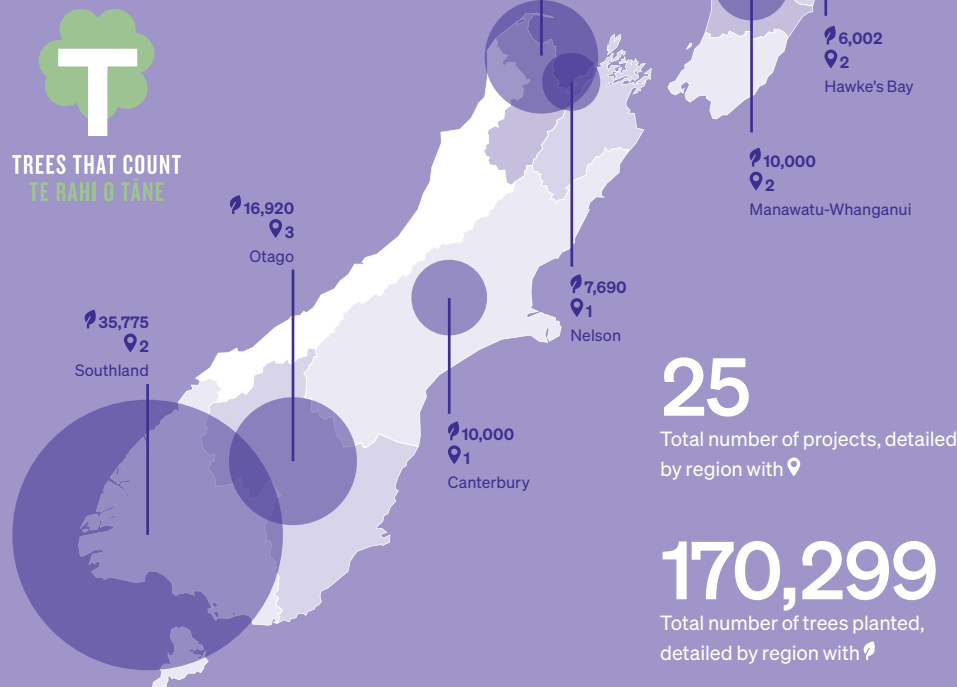 T
TREES THAT COUNT
TE RAHI O TĀNE
6,002
2
Hawke's Bay
10,000
2
Manawatu-Whanganui
16,920
3
Otago
7,690
1
Nelson
35,775
2
Southland
10,000
1
Canterbury
25
Total number of projects, detailed
by region with
170,299
Total number of trees planted,
detailed by region with